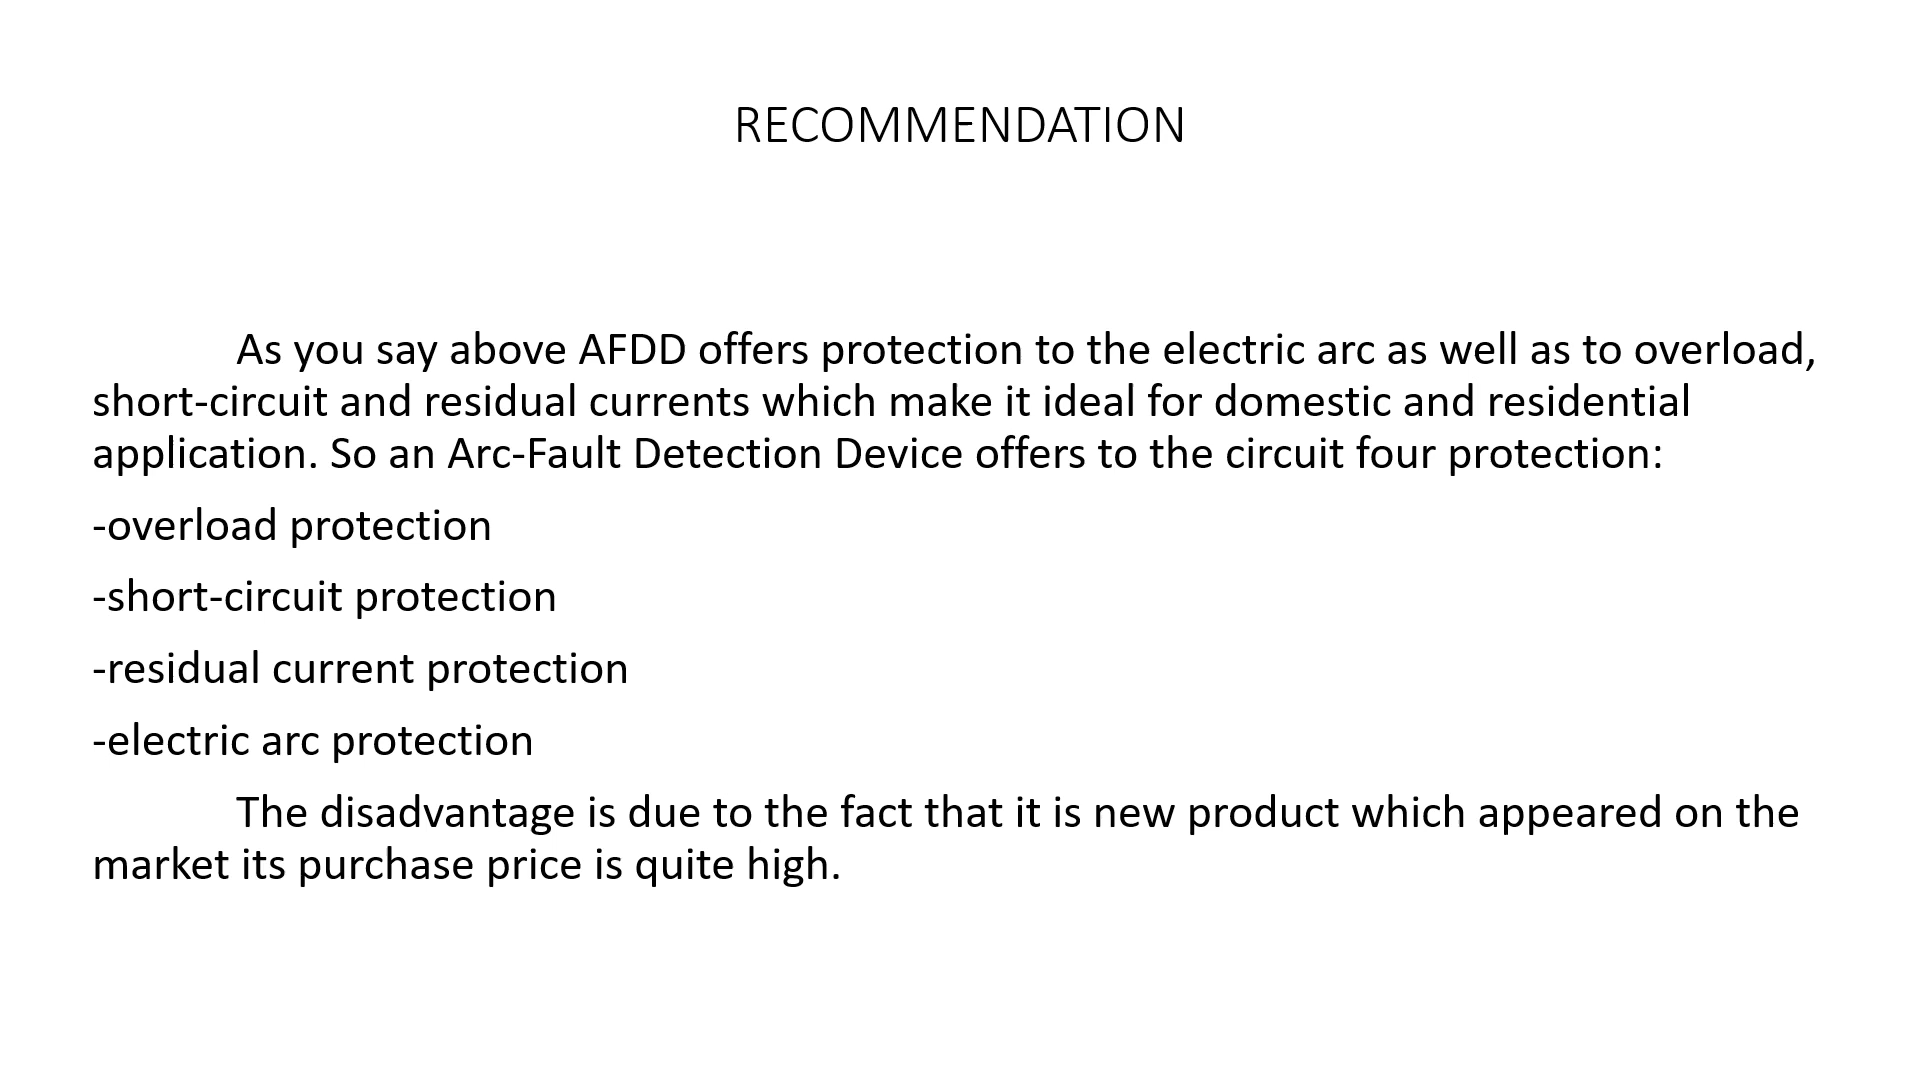 RECOMMENDATION
As you say above AFDD offers protection to the electric arc as well as to overload,
short-circuit and residual currents which make it ideal for domestic and residential
application. So an Arc-Fault Detection Device offers to the circuit four protection:
-overload protection
-short-circuit protection
-residual current protection
-electric arc protection
The disadvantage is due to the fact that it is new product which appeared on the
market its purchase price is quite high.